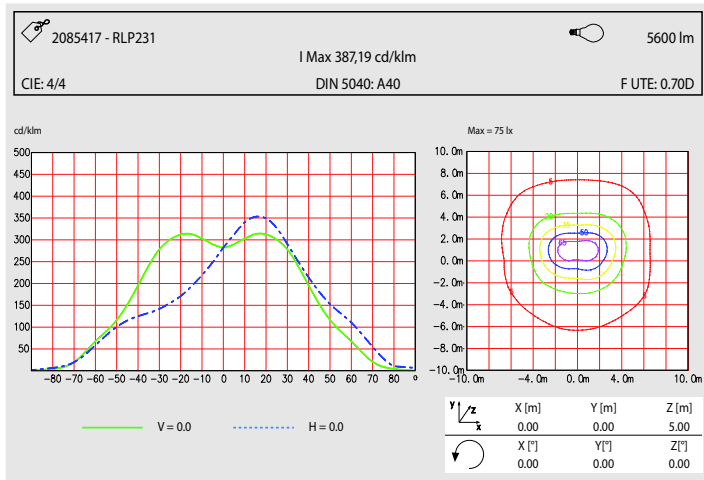 2085417 - RLP231
5600 lm
I Max 387,19 cd/klm
CIE: 4/4 DIN 5040: A40 F UTE: 0.70D
cd/klm
500
450
400
350
300
250
200
150
100
50
-80 -70 -60 -50 -40 -30 -20 -10 0 10 20 30 40 50 60 70 80 º
V = 0.0 H = 0.0
Max = 75 lx
10.0m
8.0m
6.0m
4.0m
2.0m
0.0m
-2.0m
-4.0m
-6.0m
-8.0m
-10.0m
-10.0m -4.0m 0.0m 4.0m 10.0m
5
50
65
5
5
y z x X [m] Y [m] Z [m]
0.00 0.00 5.00
X [°] Y[°] Z[°]
0.00 0.00 0.00